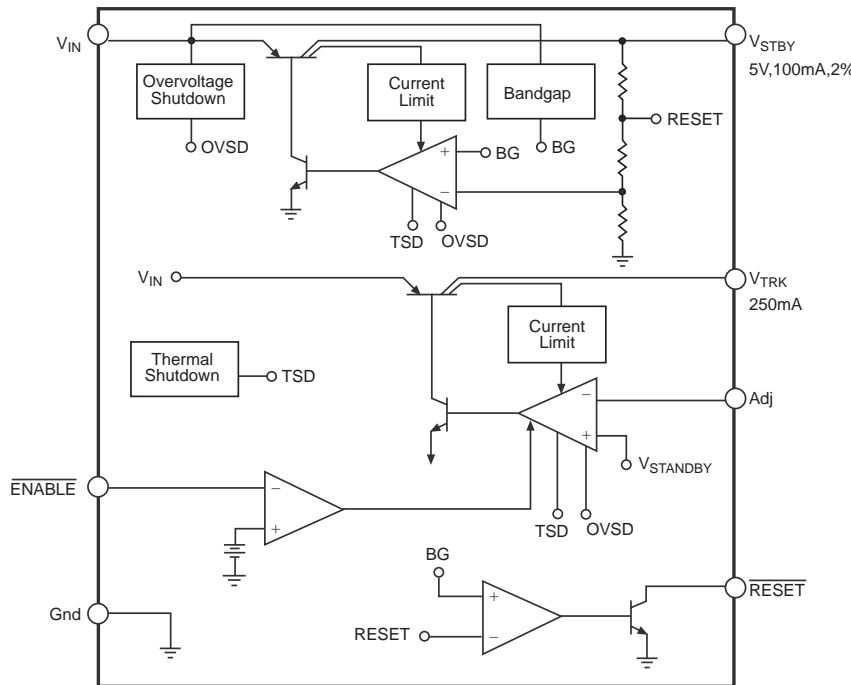 V_IN
V_STBY
5V,100mA,2%
Overvoltage
Shutdown
Current
Limit
Bandgap
RESET
OVSD
BG
BG
+
−
TSD
OVSD
V_IN
V_TRK
250mA
Current
Limit
Thermal
Shutdown
TSD
Adj
−
+
V_STANDBY
ENABLE
−
+
TSD
OVSD
BG
RESET
+
−
RESET
Gnd